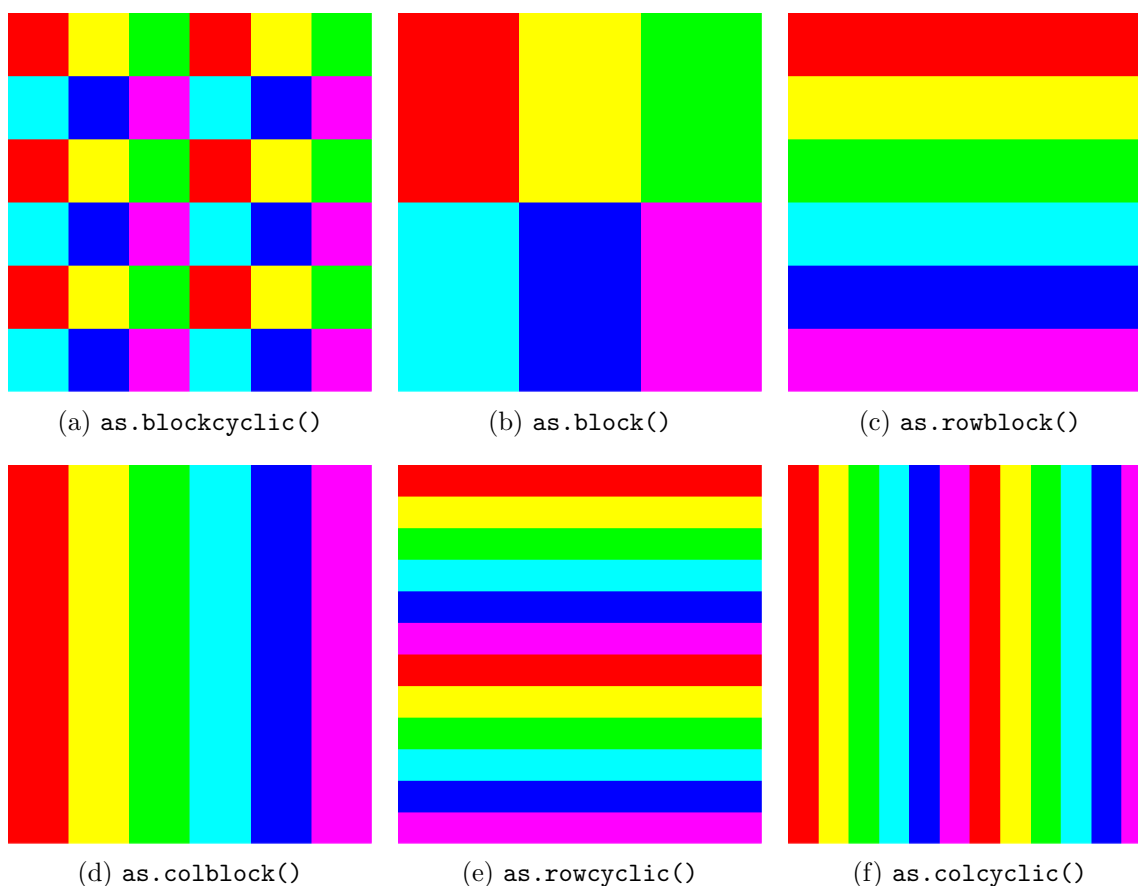 (a) as.blockcyclic()
(b) as.block()
(c) as.rowblock()
(d) as.colblock()
(e) as.rowcyclic()
(f) as.colcyclic()